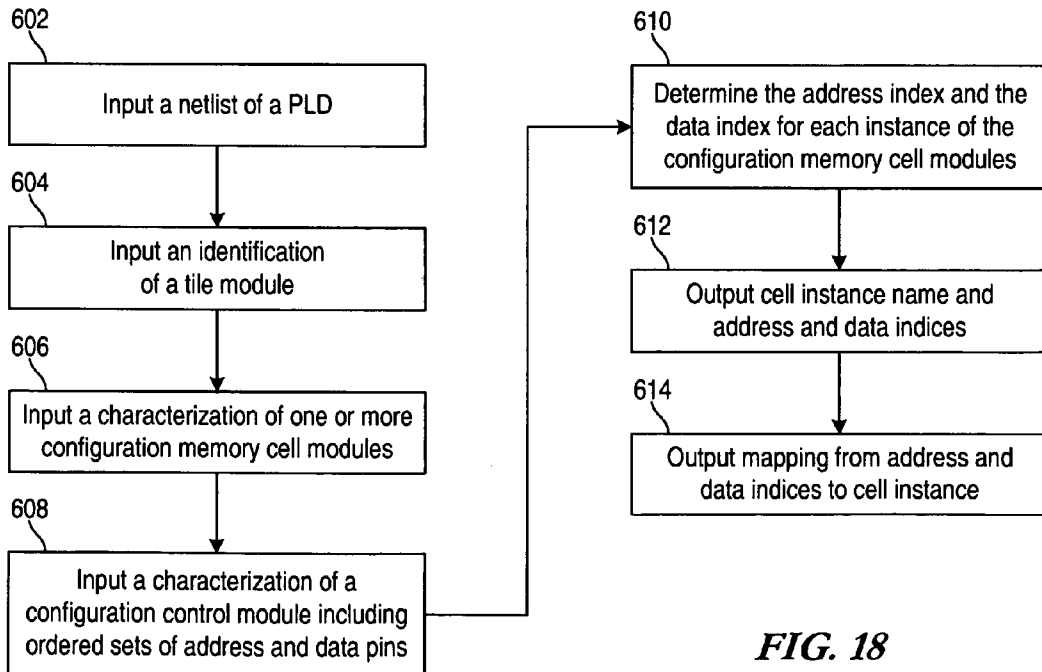 602
Input a netlist of a PLD
604
Input an identification
of a tile module
606
Input a characterization of one or more
configuration memory cell modules
608
Input a characterization of a
configuration control module including
ordered sets of address and data pins
610
Determine the address index and the
data index for each instance of the
configuration memory cell modules
612
Output cell instance name and
address and data indices
614
Output mapping from address and
data indices to cell instance
FIG. 18